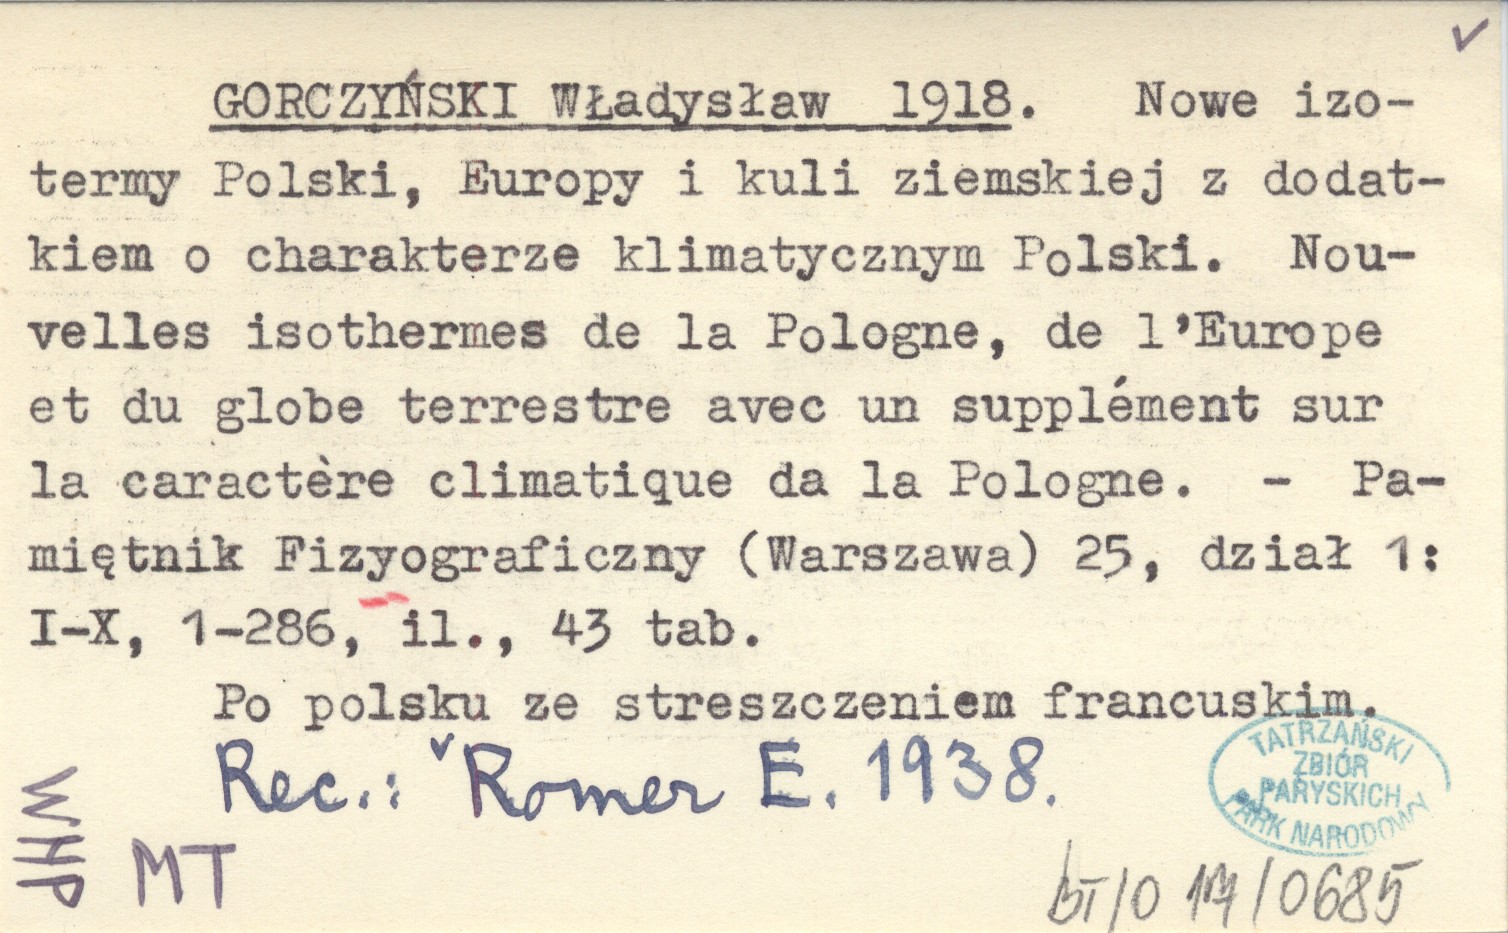 ✓
GORCZYŃSKI Władysław 1918. Nowe izo-
termy Polski, Europy i kuli ziemskiej z dodat-
kiem o charakterze klimatycznym Polski. Nou-
velles isothermes de la Pologne, de l'Europe
et du globe terrestre avec un supplément sur
la caractère climatique da la Pologne. - Pa-
miętnik Fizyograficzny (Warszawa) 25, dział 1:
I-X, 1-286, il., 43 tab.
Po polsku ze streszczeniem francuskim.
Rec.: ✓Romer E. 1938.
TATRZAŃSKI
ZBIÓR
PARYSKICH
PARK NARODOWY
WHP
MT
/0685